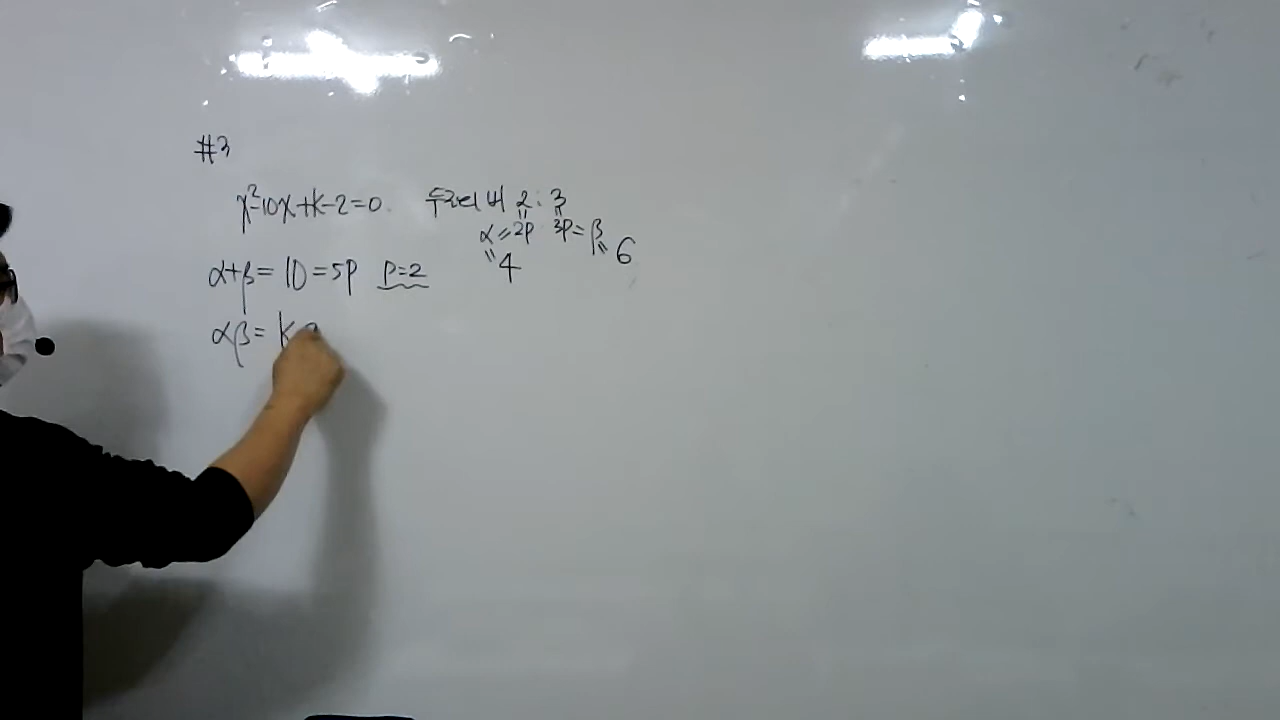 #3
x²-10x+k-2=0. 두근의 비 2 : 3
α = 2p 3p = β
4 6
α+β = 10 = 5p p=2
αβ = k